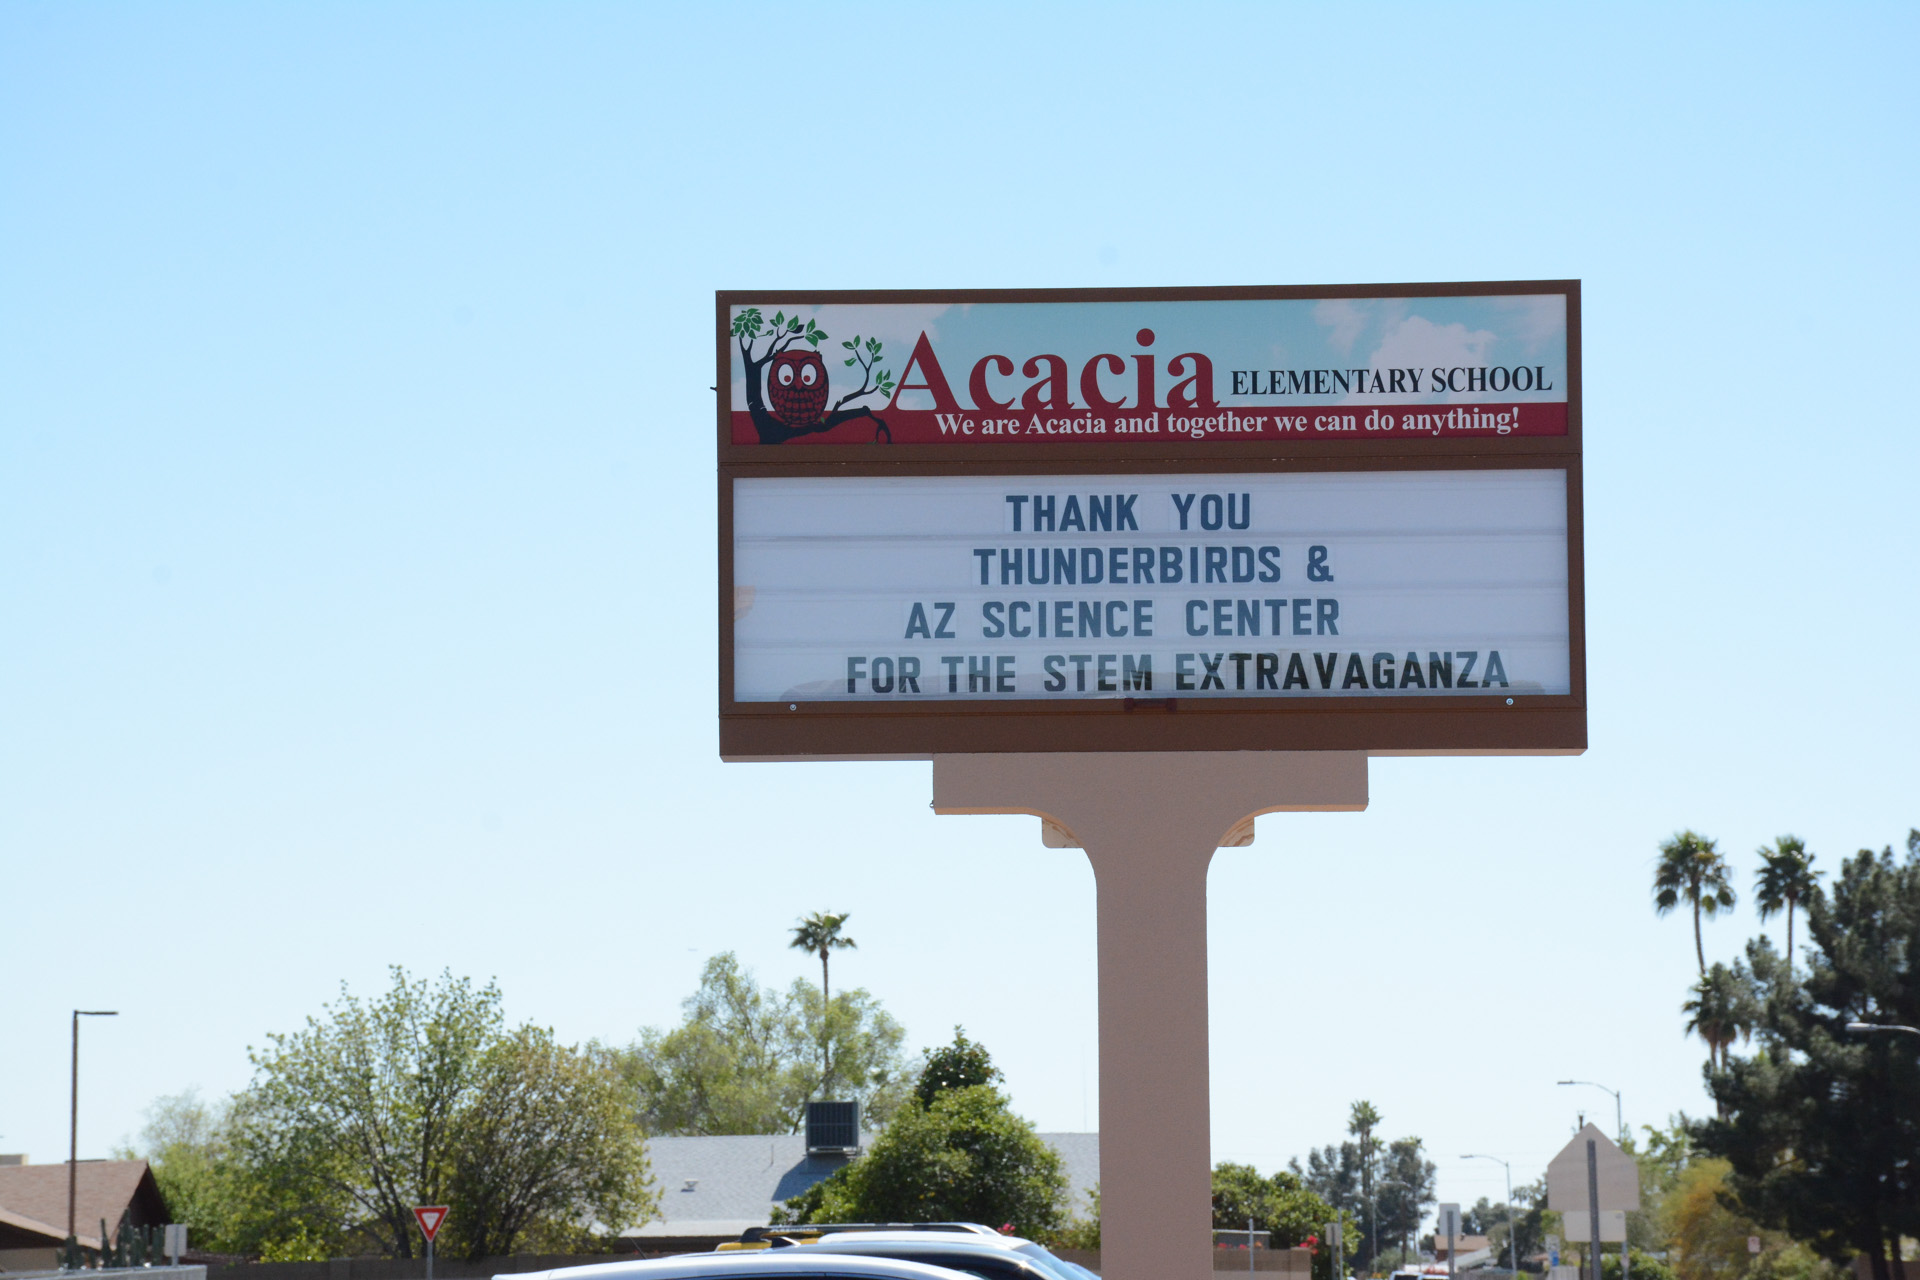 Acacia ELEMENTARY SCHOOL
We are Acacia and together we can do anything!
THANK YOU
THUNDERBIRDS &
AZ SCIENCE CENTER
FOR THE STEM EXTRAVAGANZA